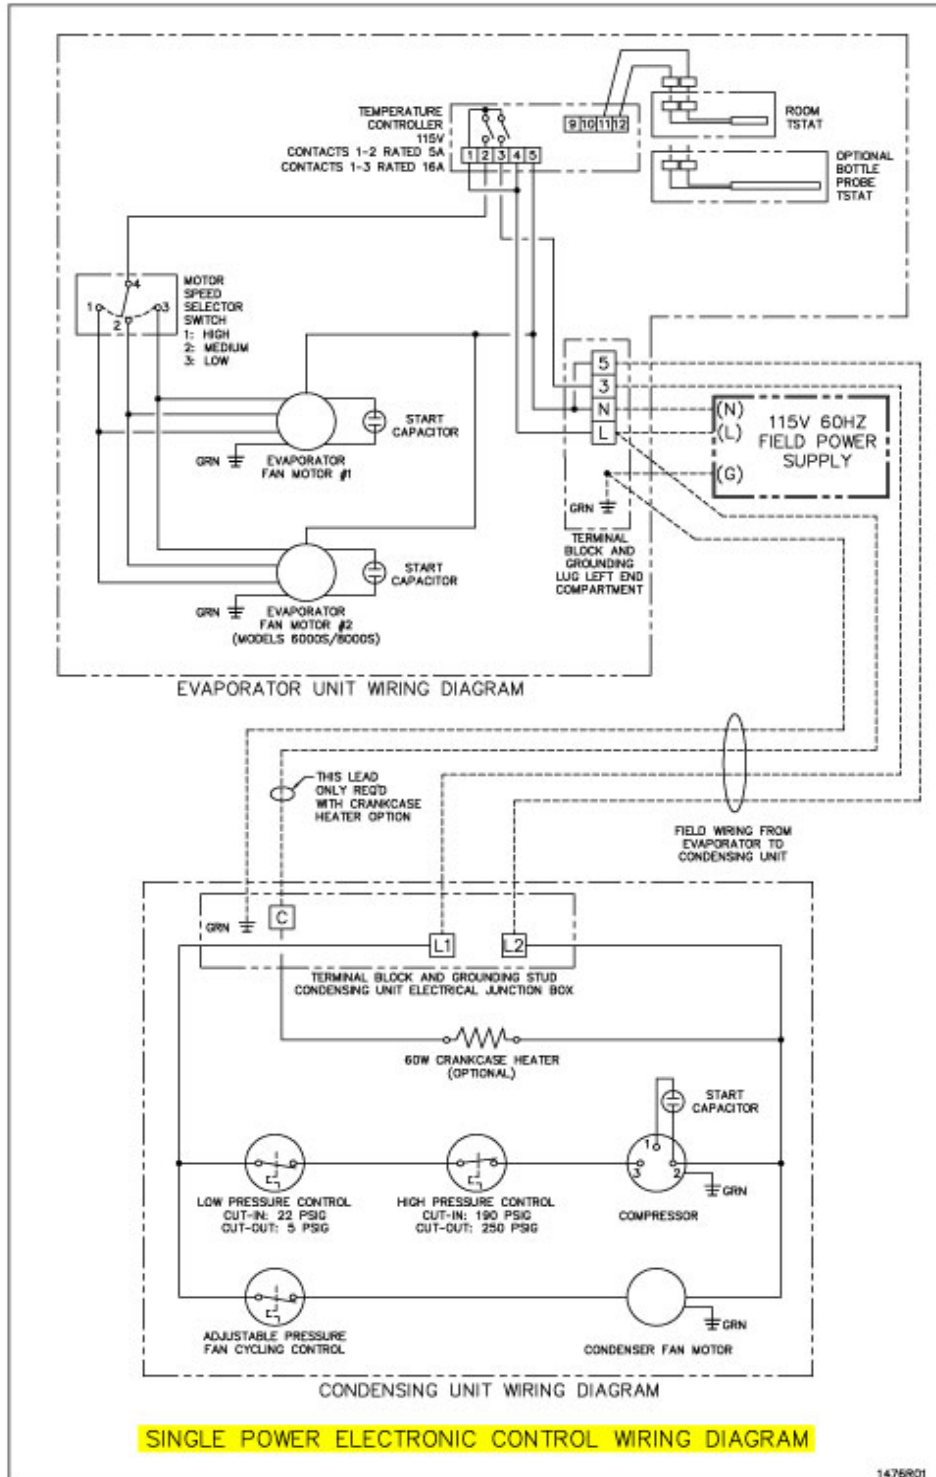 TEMPERATURE
CONTROLLER
115V
CONTACTS 1-2 RATED 5A
CONTACTS 1-3 RATED 16A
1 2 3 4 5
9 10 11 12
ROOM
TSTAT
OPTIONAL
BOTTLE
PROBE
TSTAT
4
1
2
3
MOTOR
SPEED
SELECTOR
SWITCH
1: HIGH
2: MEDIUM
3: LOW
START
CAPACITOR
GRN
EVAPORATOR
FAN MOTOR #1
START
CAPACITOR
GRN
EVAPORATOR
FAN MOTOR #2
(MODELS 6000S/8000S)
5
3
N
L
GRN
TERMINAL
BLOCK AND
GROUNDING
LUG LEFT END
COMPARTMENT
(N)
(L)
(G)
115V 60HZ
FIELD POWER
SUPPLY
EVAPORATOR UNIT WIRING DIAGRAM
THIS LEAD
ONLY REQ'D
WITH CRANKCASE
HEATER OPTION
FIELD WIRING FROM
EVAPORATOR TO
CONDENSING UNIT
GRN
C
L1
L2
TERMINAL BLOCK AND GROUNDING STUD
CONDENSING UNIT ELECTRICAL JUNCTION BOX
60W CRANKCASE HEATER
(OPTIONAL)
START
CAPACITOR
1
3
2
GRN
COMPRESSOR
LOW PRESSURE CONTROL
CUT-IN: 22 PSIG
CUT-OUT: 5 PSIG
HIGH PRESSURE CONTROL
CUT-IN: 190 PSIG
CUT-OUT: 250 PSIG
ADJUSTABLE PRESSURE
FAN CYCLING CONTROL
GRN
CONDENSER FAN MOTOR
CONDENSING UNIT WIRING DIAGRAM
SINGLE POWER ELECTRONIC CONTROL WIRING DIAGRAM
1476R01